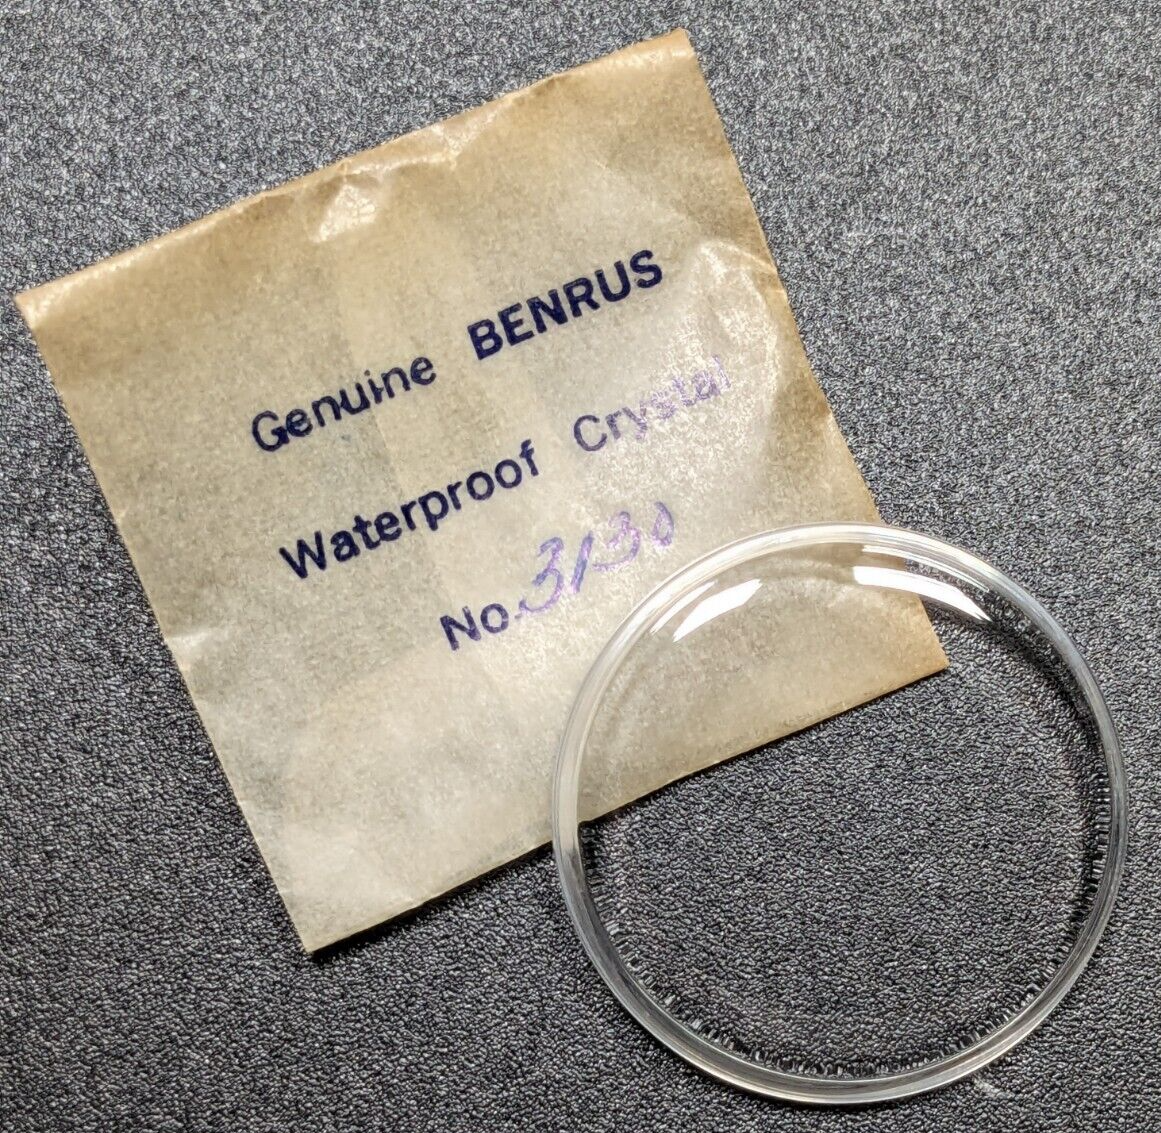 Genuine BENRUS
Waterproof Crystal
No. 3130